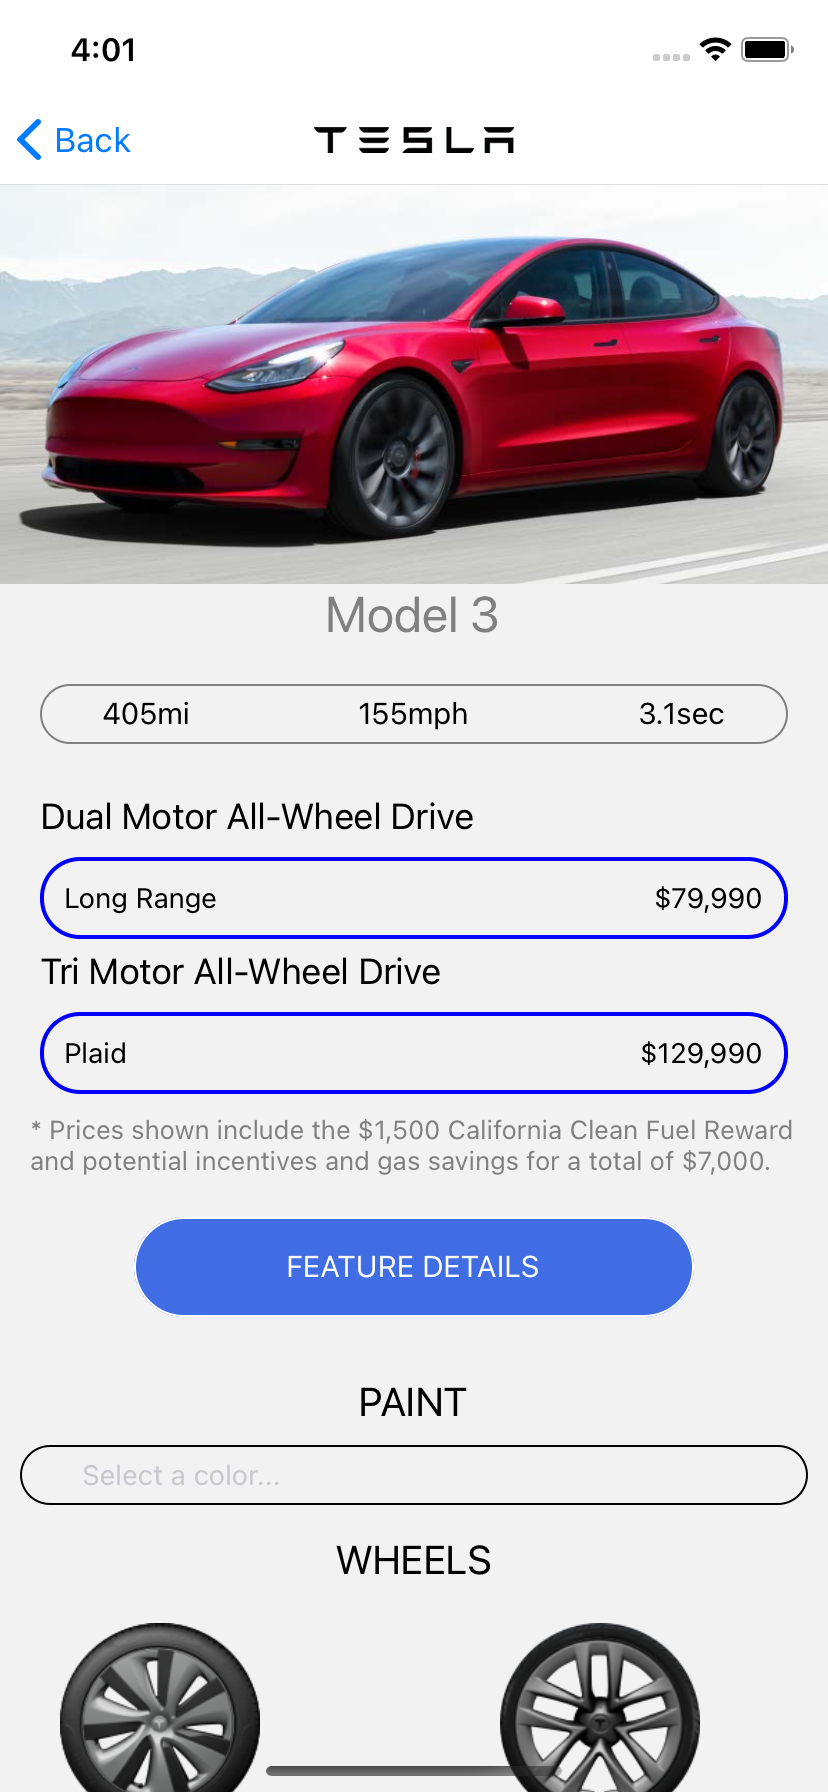 4:01
Back
TESLA
Model 3
405mi 155mph 3.1sec
Dual Motor All-Wheel Drive
Long Range $79,990
Tri Motor All-Wheel Drive
Plaid $129,990
* Prices shown include the $1,500 California Clean Fuel Reward
and potential incentives and gas savings for a total of $7,000.
FEATURE DETAILS
PAINT
Select a color...
WHEELS